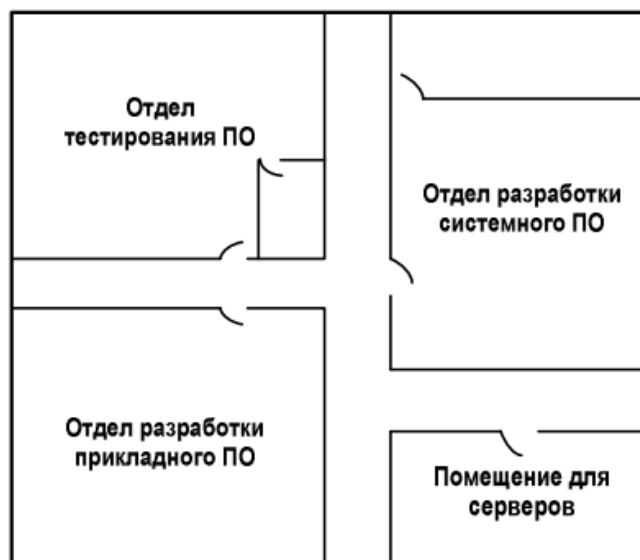 Отдел
тестирования ПО
Отдел разработки
системного ПО
Отдел разработки
прикладного ПО
Помещение для
серверов